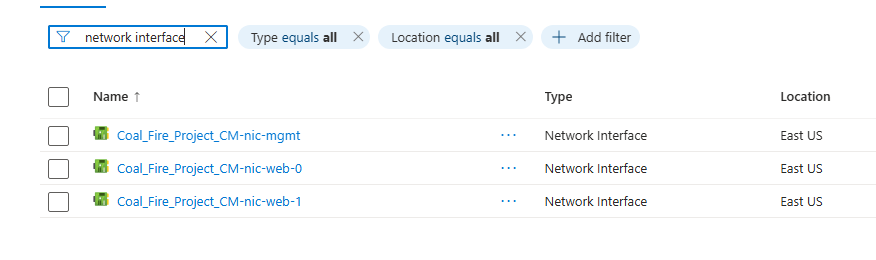 network interface
Type equals all
Location equals all
Add filter
Name ↑ Type Location
Coal_Fire_Project_CM-nic-mgmt ... Network Interface East US
Coal_Fire_Project_CM-nic-web-0 ... Network Interface East US
Coal_Fire_Project_CM-nic-web-1 ... Network Interface East US